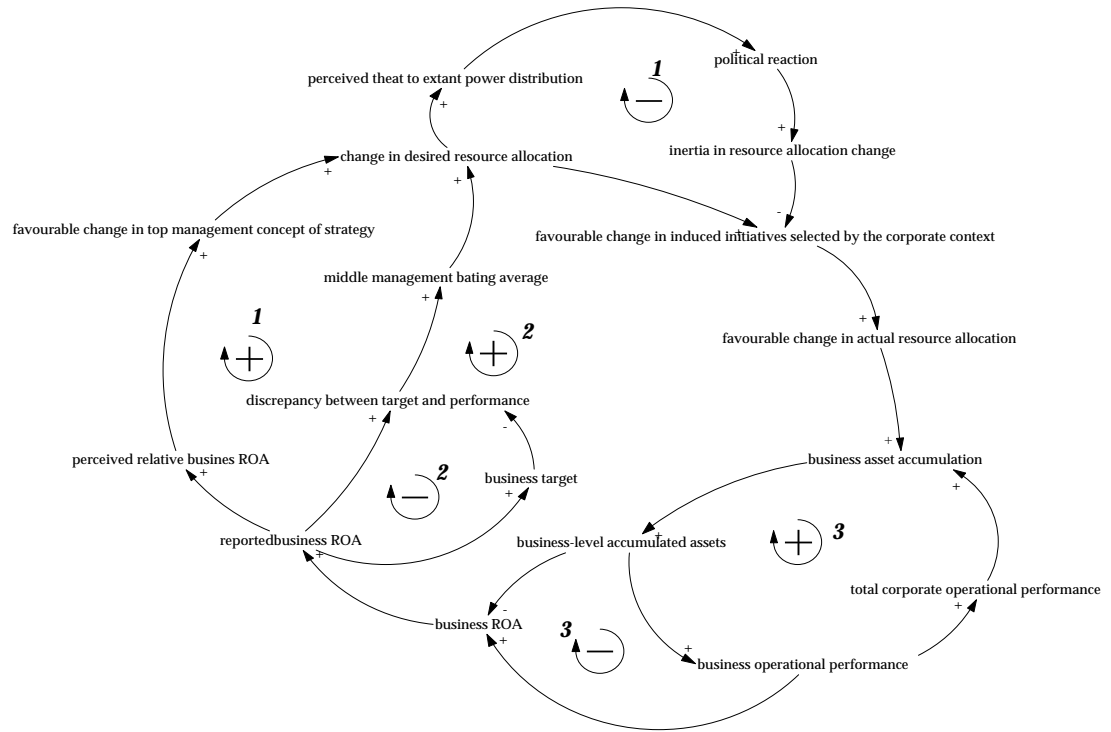 political reaction
1
perceived theat to extant power distribution
+
+
+
inertia in resource allocation change
change in desired resource allocation
+
+
-
favourable change in top management concept of strategy
+
favourable change in induced initiatives selected by the corporate context
+
middle management bating average
+
1
+
2
favourable change in actual resource allocation
discrepancy between target and performance
+
-
+
perceived relative busines ROA
+
business asset accumulation
2
business target
+
+
reportedbusiness ROA
+
business-level accumulated assets
+
3
total corporate operational performance
+
-
business ROA
+
3
+
business operational performance